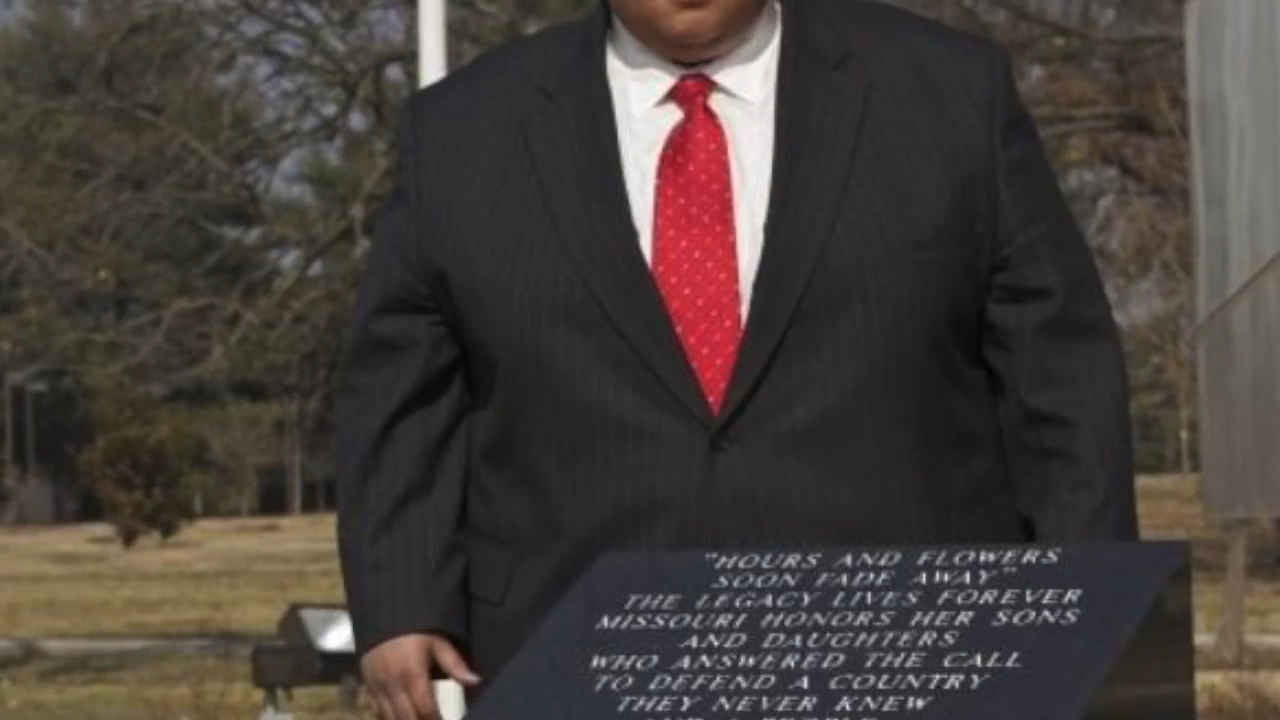 "HOURS AND FLOWERS
SOON FADE AWAY"
THE LEGACY LIVES FOREVER
MISSOURI HONORS HER SONS
AND DAUGHTERS
WHO ANSWERED THE CALL
TO DEFEND A COUNTRY
THEY NEVER KNEW